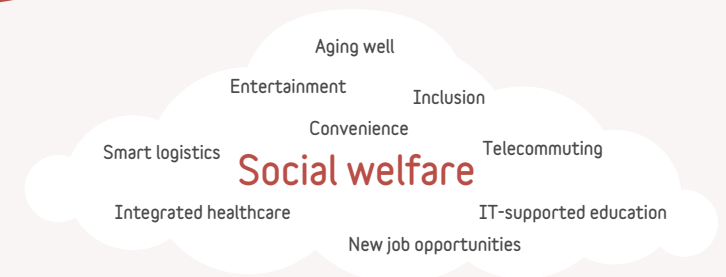 Aging well
Entertainment
Inclusion
Convenience
Smart logistics
Telecommuting
Social welfare
Integrated healthcare
IT-supported education
New job opportunities